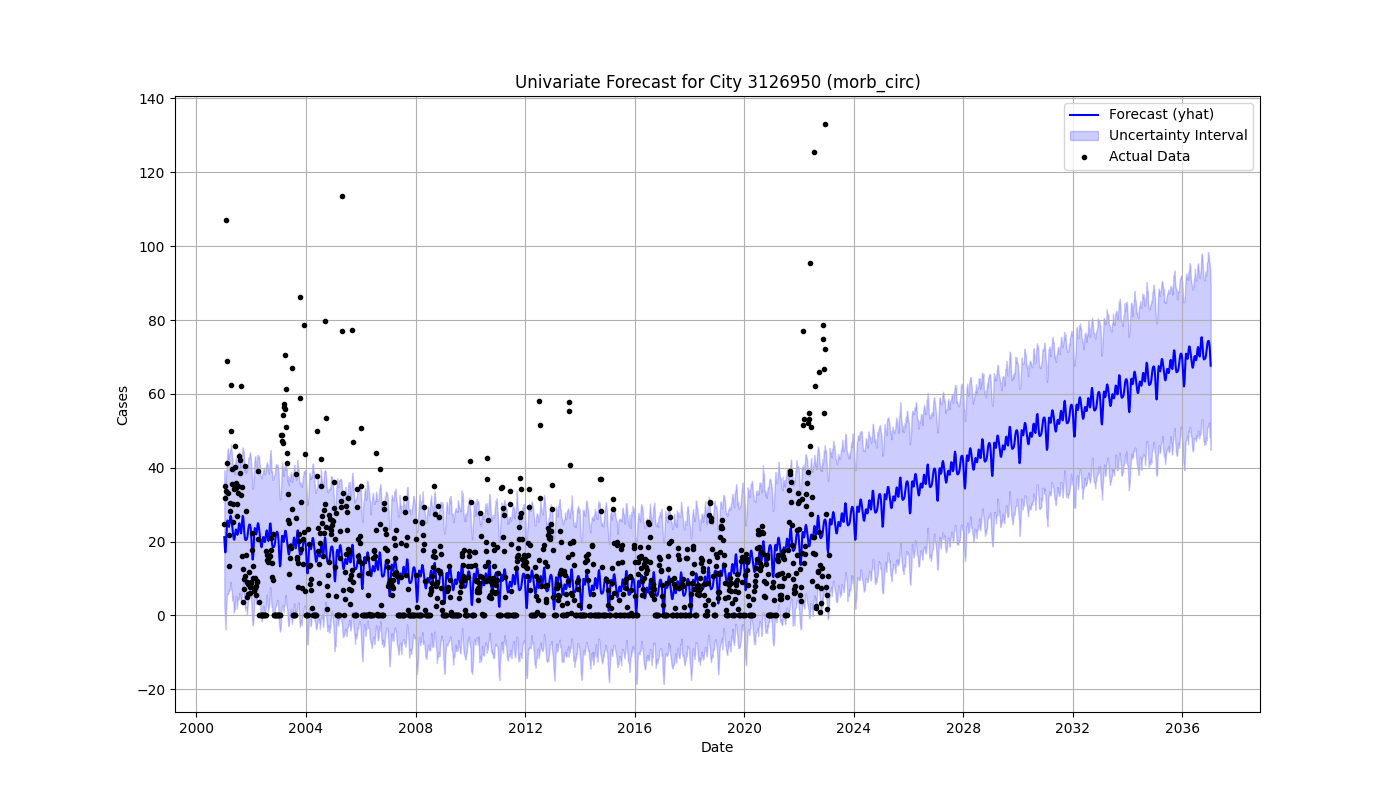 Univariate Forecast for City 3126950 (morb_circ)
Forecast (yhat)
Uncertainty Interval
Actual Data
Cases
140
120
100
80
60
40
20
0
−20
2000 2004 2008 2012 2016 2020 2024 2028 2032 2036
Date